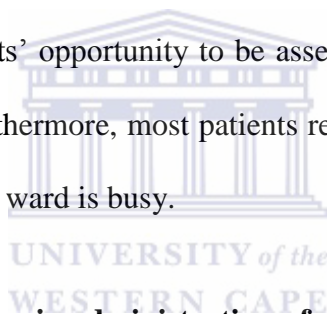 ts’ opportunity to be asse
thermore, most patients re
ward is busy.
UNIVERSITY of the
WESTERN CAPE